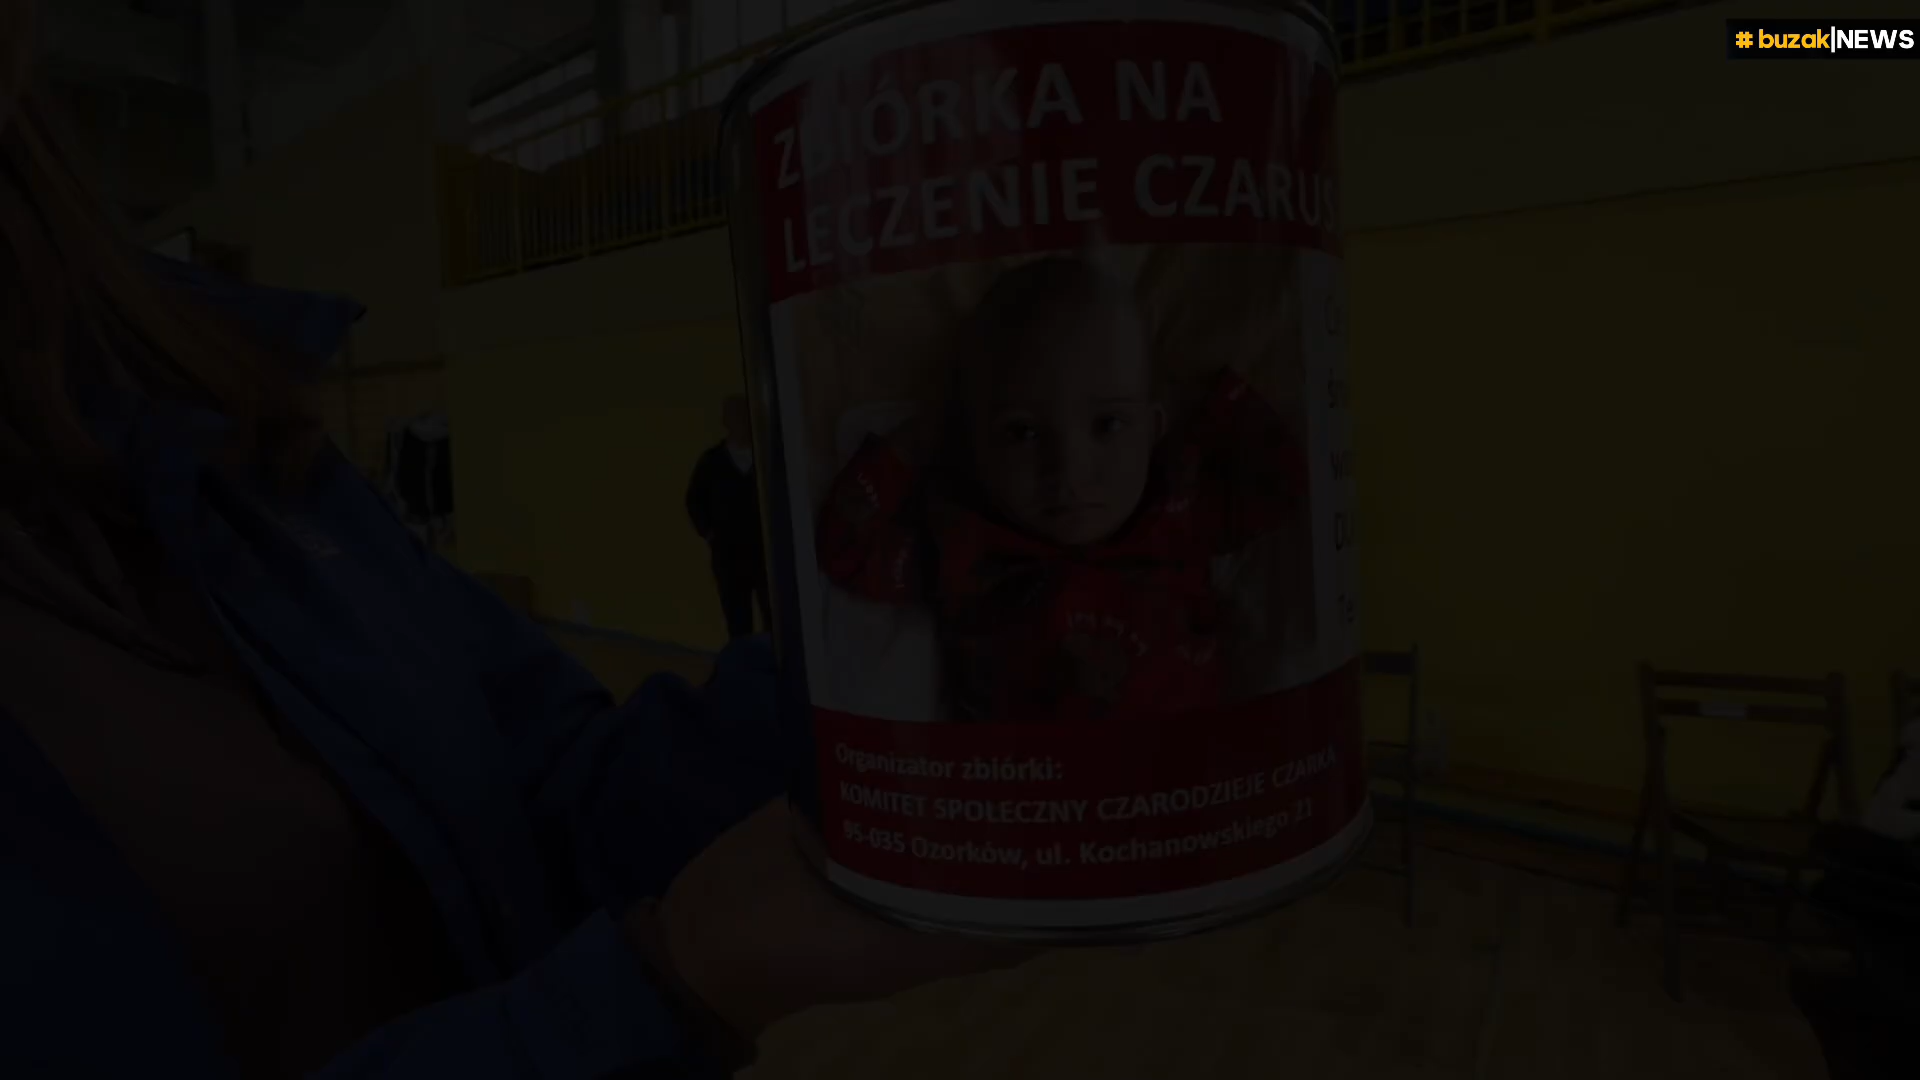 #buzak|NEWS
ZBIÓRKA NA
LECZENIE CZARUS
Organizator zbiórki:
KOMITET SPOŁECZNY CZARODZIEJE CZARKA
95-035 Ozorków, ul. Kochanowskiego 21